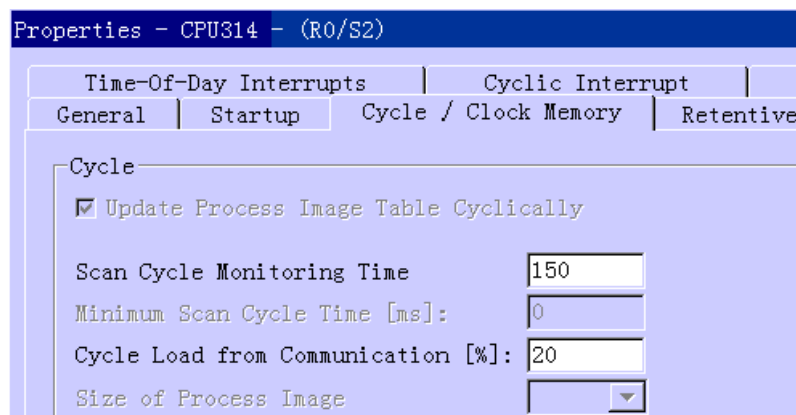 Properties - CPU314 - (R0/S2)
Time-Of-Day Interrupts Cyclic Interrupt
General Startup Cycle / Clock Memory Retentive
Cycle
Update Process Image Table Cyclically
Scan Cycle Monitoring Time 150
Minimum Scan Cycle Time [ms]: 0
Cycle Load from Communication [%]: 20
Size of Process Image